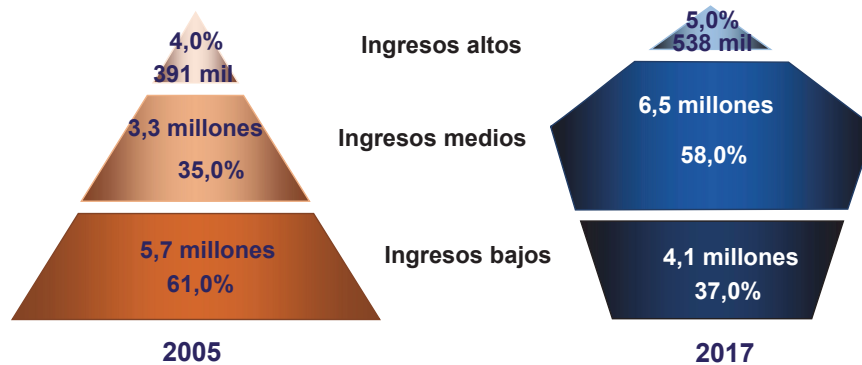 4,0%
391 mil
Ingresos altos
5,0%
538 mil
3,3 millones
35,0%
Ingresos medios
6,5 millones
58,0%
5,7 millones
61,0%
Ingresos bajos
4,1 millones
37,0%
2005
2017